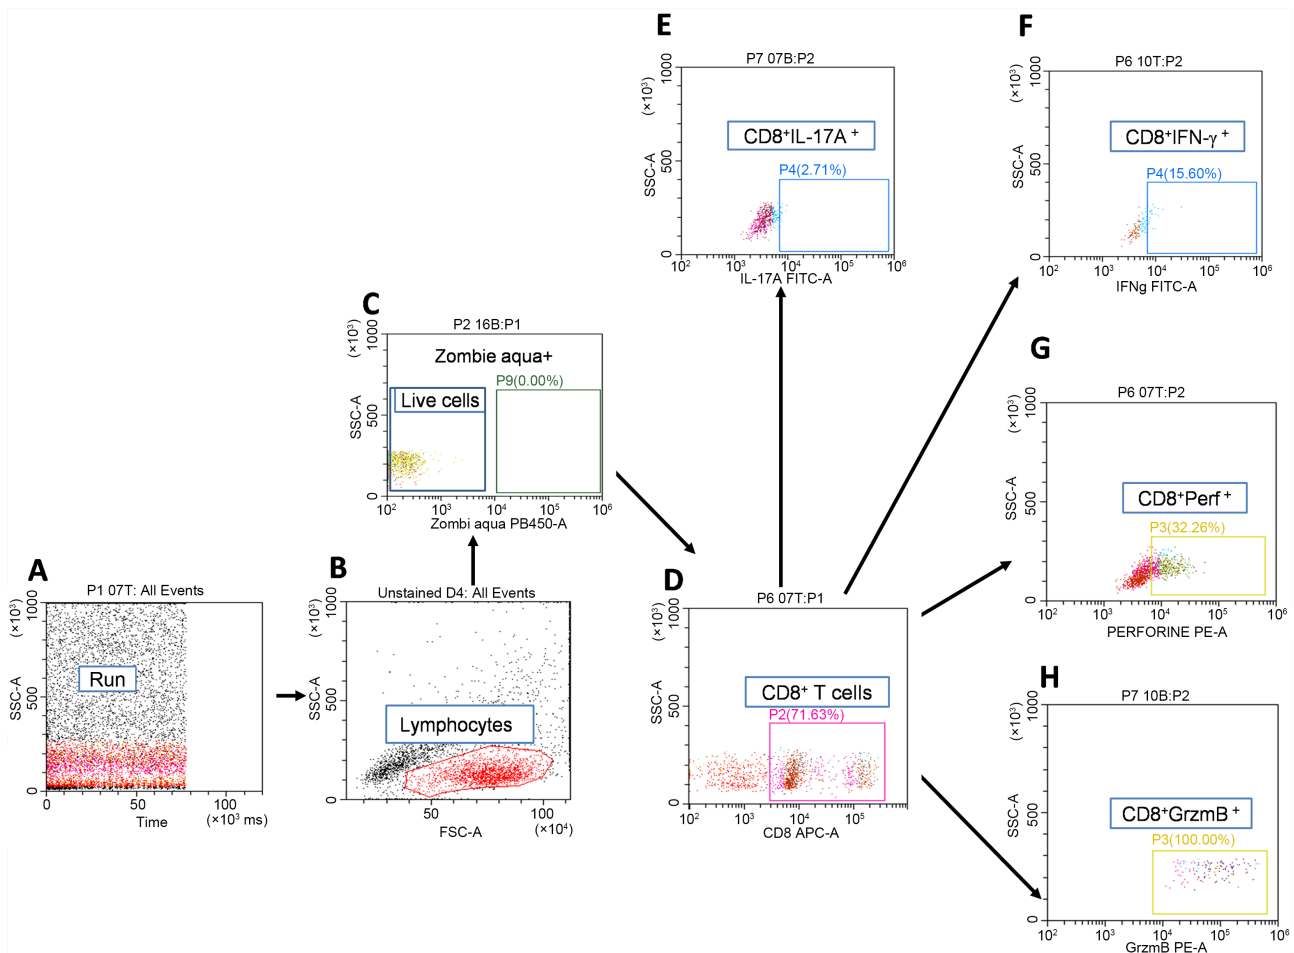 E
P7 07B:P2
(×10³)
1000
500
0
SSC-A
CD8⁺IL-17A ⁺
P4(2.71%)
10² 10³ 10⁴ 10⁵ 10⁶
IL-17A FITC-A
F
P6 10T:P2
(×10³)
1000
500
0
SSC-A
CD8⁺IFN-γ ⁺
P4(15.60%)
10² 10³ 10⁴ 10⁵ 10⁶
IFNg FITC-A
C
P2 16B:P1
(×10³)
1000
500
0
SSC-A
Zombie aqua+
P9(0.00%)
Live cells
10² 10³ 10⁴ 10⁵ 10⁶
Zombi aqua PB450-A
G
P6 07T:P2
(×10³)
1000
500
0
SSC-A
CD8⁺Perf ⁺
P3(32.26%)
10² 10³ 10⁴ 10⁵ 10⁶
PERFORINE PE-A
A
P1 07T: All Events
(×10³)
1000
500
0
SSC-A
Run
0 50 100
Time
(×10³ ms)
B
Unstained D4: All Events
(×10³)
1000
500
0
SSC-A
Lymphocytes
50 100
FSC-A
(×10⁴)
D
P6 07T:P1
(×10³)
1000
500
0
SSC-A
CD8⁺ T cells
P2(71.63%)
10² 10³ 10⁴ 10⁵
CD8 APC-A
H
P7 10B:P2
(×10³)
1000
500
0
SSC-A
CD8⁺GrzmB ⁺
P3(100.00%)
10² 10³ 10⁴ 10⁵ 10⁶
GrzmB PE-A